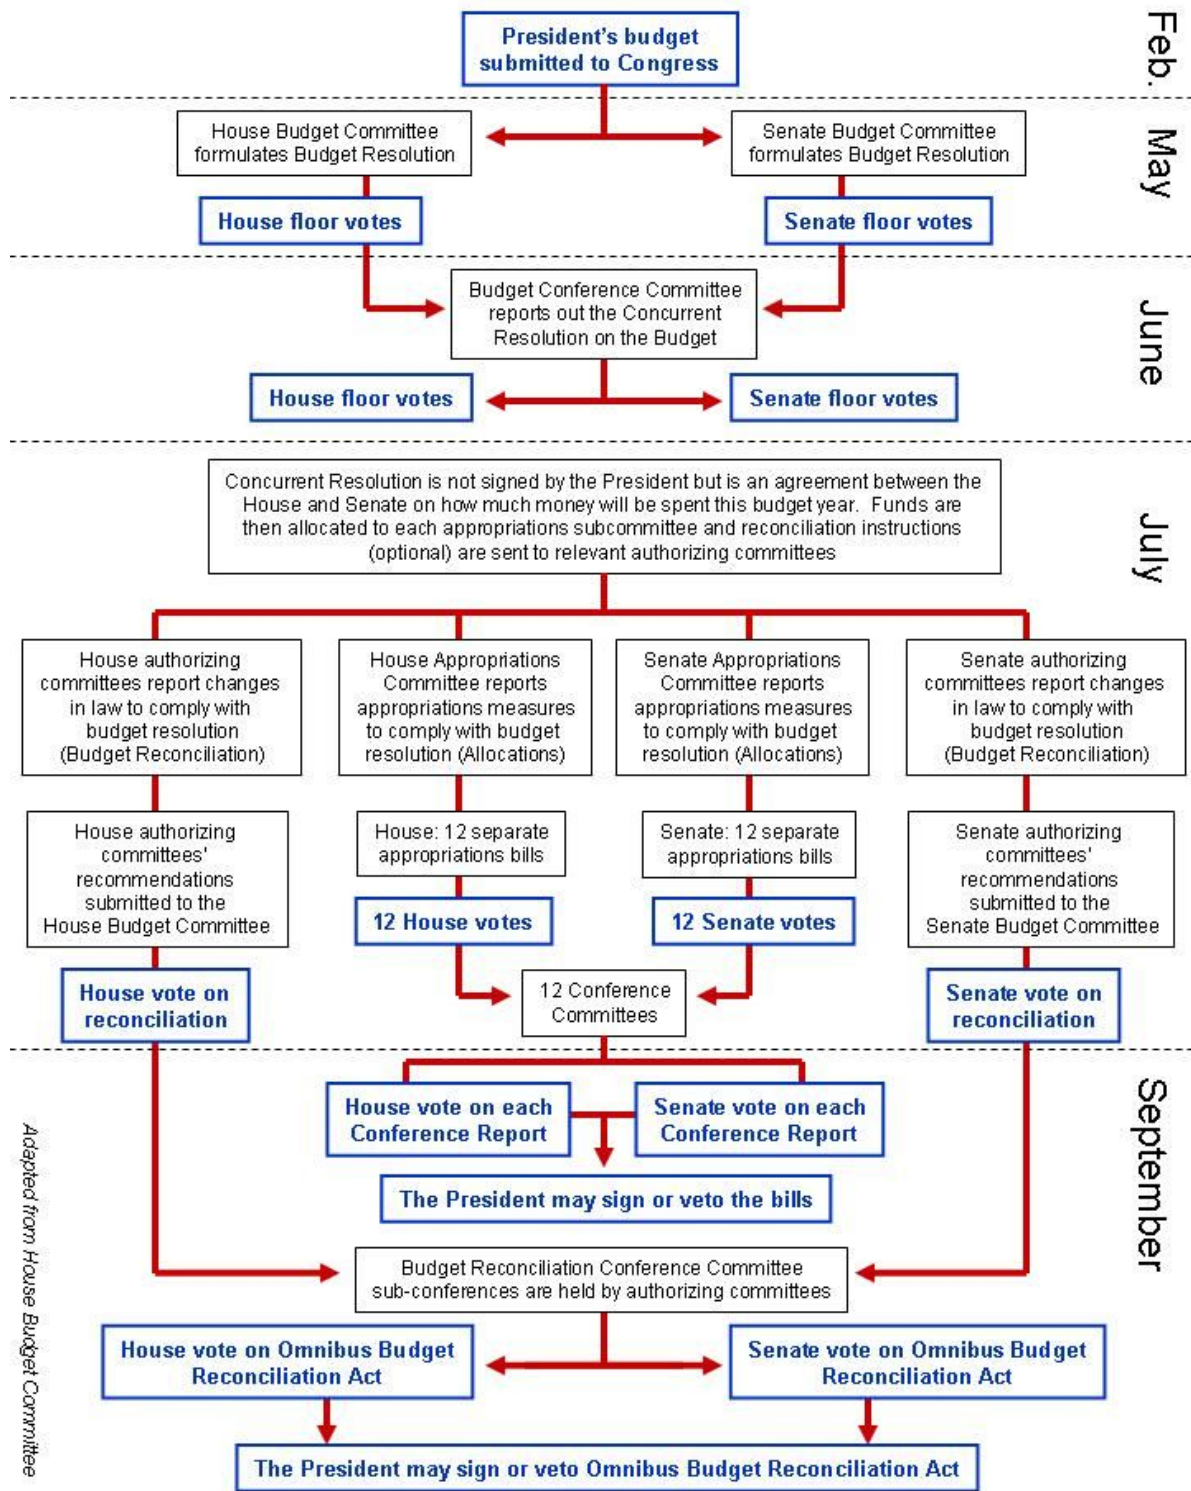 President's budget
submitted to Congress
Feb.
House Budget Committee
formulates Budget Resolution
Senate Budget Committee
formulates Budget Resolution
May
House floor votes
Senate floor votes
Budget Conference Committee
reports out the Concurrent
Resolution on the Budget
June
House floor votes
Senate floor votes
Concurrent Resolution is not signed by the President but is an agreement between the
House and Senate on how much money will be spent this budget year. Funds are
then allocated to each appropriations subcommittee and reconciliation instructions
(optional) are sent to relevant authorizing committees
July
House authorizing
committees report changes
in law to comply with
budget resolution
(Budget Reconciliation)
House Appropriations
Committee reports
appropriations measures
to comply with budget
resolution (Allocations)
Senate Appropriations
Committee reports
appropriations measures
to comply with budget
resolution (Allocations)
Senate authorizing
committees report changes
in law to comply with
budget resolution
(Budget Reconciliation)
House authorizing
committees'
recommendations
submitted to the
House Budget Committee
House: 12 separate
appropriations bills
Senate: 12 separate
appropriations bills
Senate authorizing
committees'
recommendations
submitted to the
Senate Budget Committee
12 House votes
12 Senate votes
House vote on
reconciliation
12 Conference
Committees
Senate vote on
reconciliation
House vote on each
Conference Report
Senate vote on each
Conference Report
September
The President may sign or veto the bills
Budget Reconciliation Conference Committee
sub-conferences are held by authorizing committees
House vote on Omnibus Budget
Reconciliation Act
Senate vote on Omnibus Budget
Reconciliation Act
The President may sign or veto Omnibus Budget Reconciliation Act
Adapted from House Budget Committee